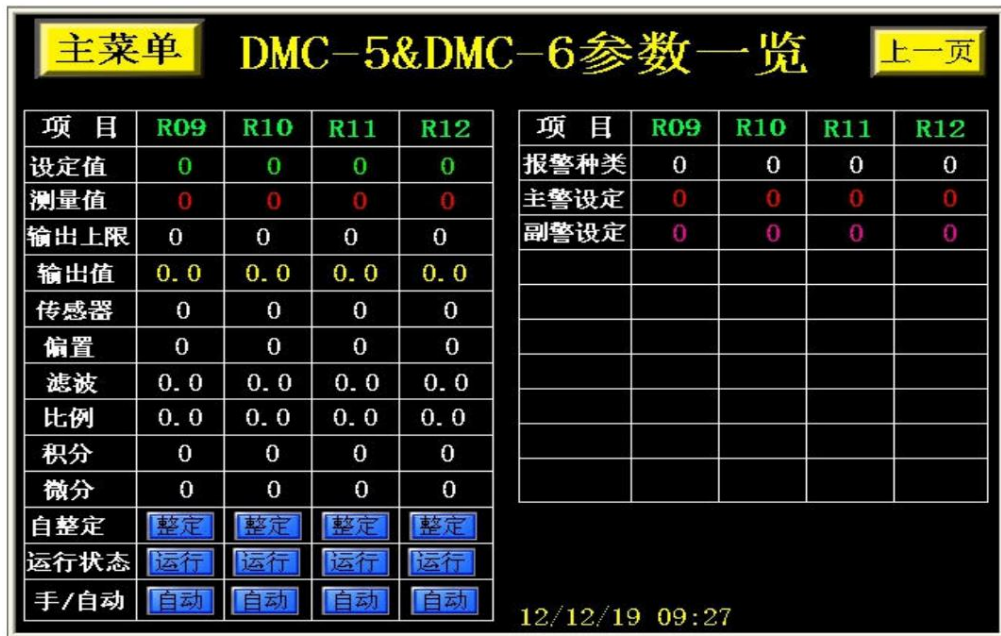 主菜单 DMC-5&DMC-6参数一览 上一页
项 目 R09 R10 R11 R12
设定值 0 0 0 0
测量值 0 0 0 0
输出上限 0 0 0 0
输出值 0.0 0.0 0.0 0.0
传感器 0 0 0 0
偏置 0 0 0 0
滤波 0.0 0.0 0.0 0.0
比例 0.0 0.0 0.0 0.0
积分 0 0 0 0
微分 0 0 0 0
自整定 整定 整定 整定 整定
运行状态 运行 运行 运行 运行
手/自动 自动 自动 自动 自动
项 目 R09 R10 R11 R12
报警种类 0 0 0 0
主警设定 0 0 0 0
副警设定 0 0 0 0
12/12/19 09:27